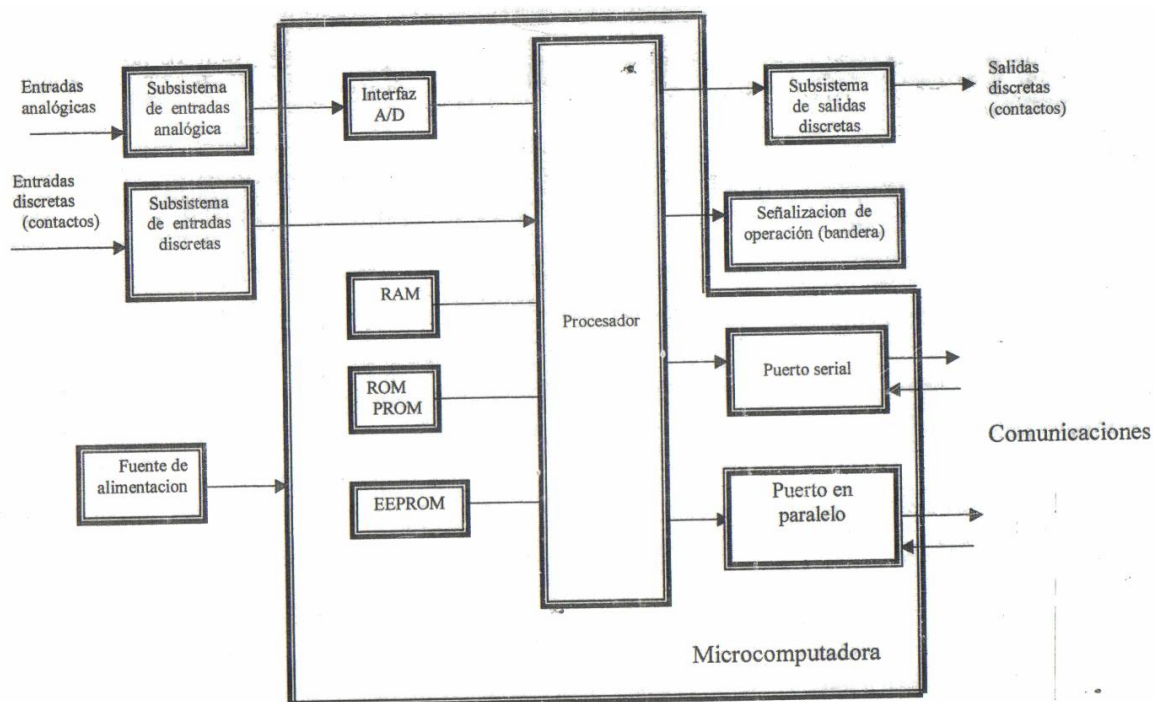 Entradas
analógicas
Subsistema
de entradas
analógica
Interfaz
A/D
Subsistema
de salidas
discretas
Salidas
discretas
(contactos)
Entradas
discretas
(contactos)
Subsistema
de entradas
discretas
Señalizacion de
operación (bandera)
RAM
Procesador
Puerto serial
ROM
PROM
Comunicaciones
Fuente de
alimentacion
EEPROM
Puerto en
paralelo
Microcomputadora